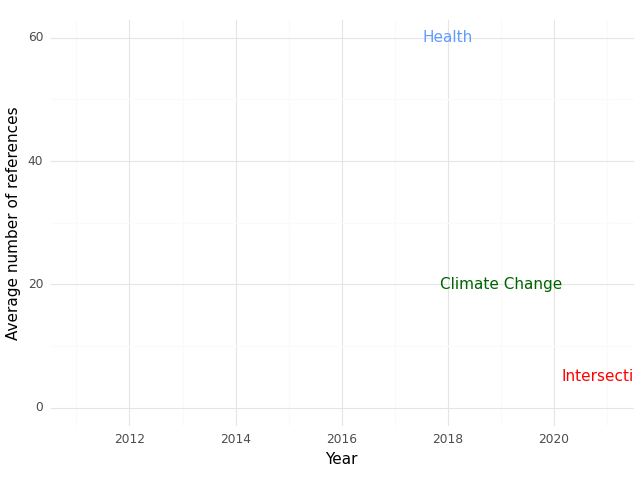 60
Health
40
20
Climate Change
Intersecti
0
2012 2014 2016 2018 2020
Year
Average number of references